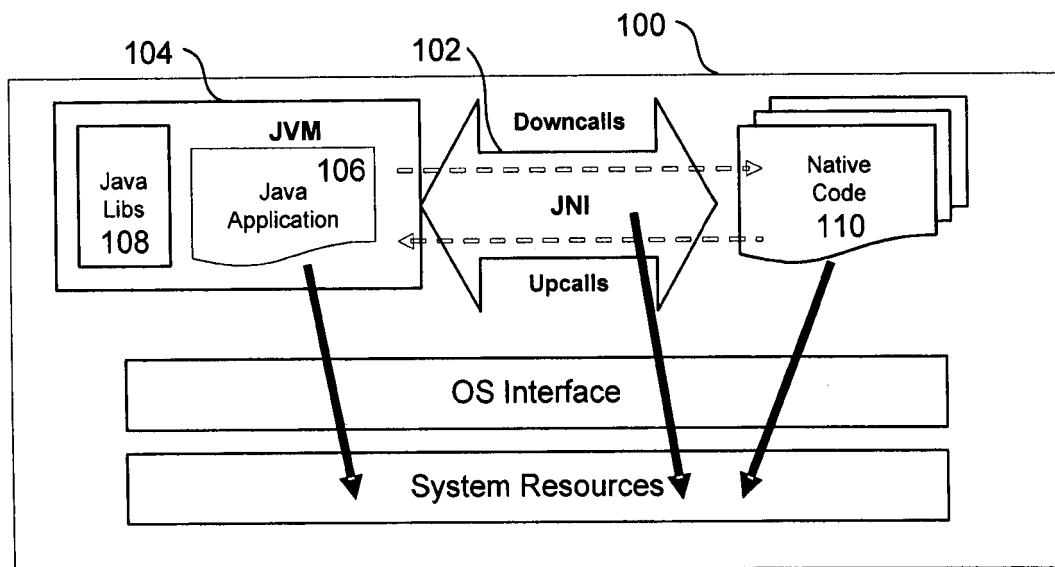 100
104
102
JVM
Downcalls
106
Java
Libs
108
Java
Application
JNI
Native
Code
110
Upcalls
OS Interface
System Resources